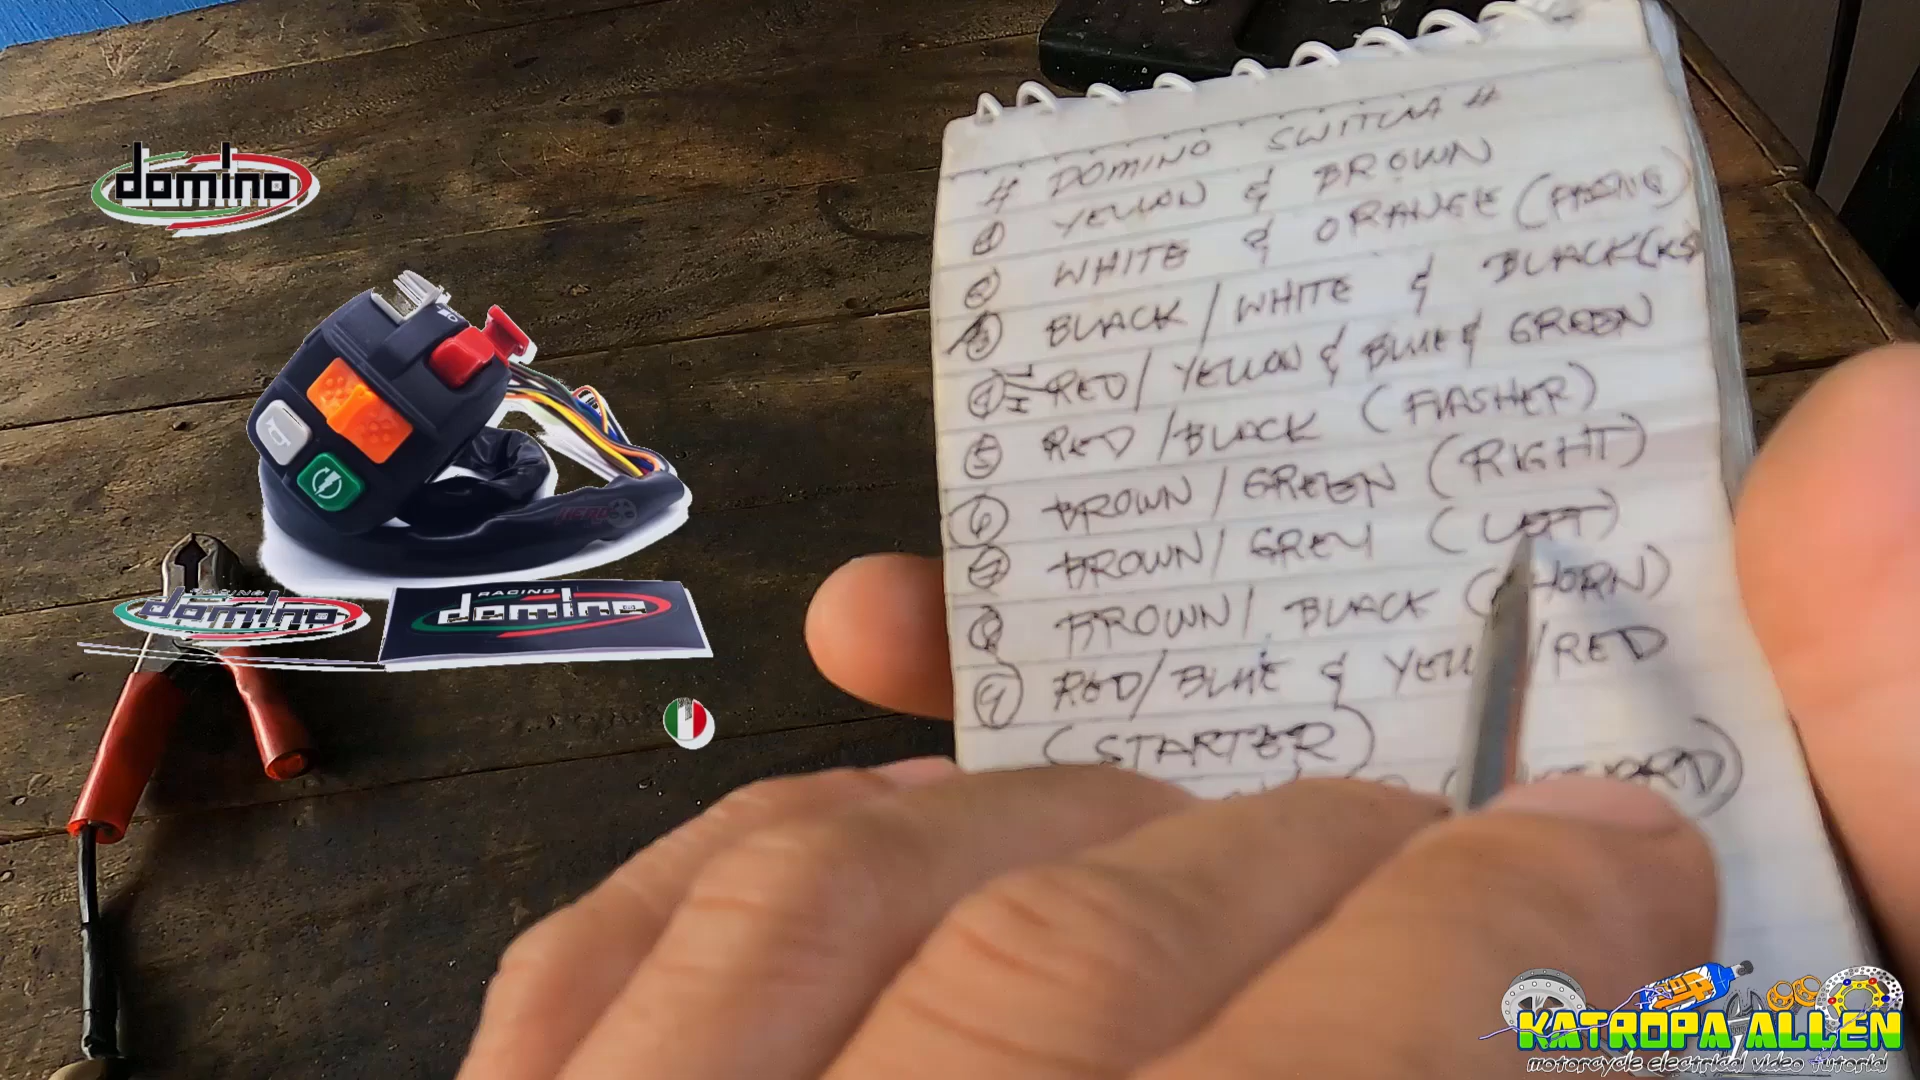 # DOMINO SWITCH #
① YELLOW & BROWN
② WHITE & ORANGE (PASSING)
③ BLACK/WHITE & BLACK (KS
④ H/L RED/YELLOW & BLUE & GREEN
⑤ RED/BLACK (FLASHER)
⑥ BROWN/GREEN (RIGHT)
⑦ BROWN/GREY (LEFT)
⑧ BROWN/BLACK (HORN)
⑨ RED/BLUE & YELL /RED
(STARTER)
domino
domino
RACING
domino
KATROPA ALLEN
motorcycle electrical video tutorial